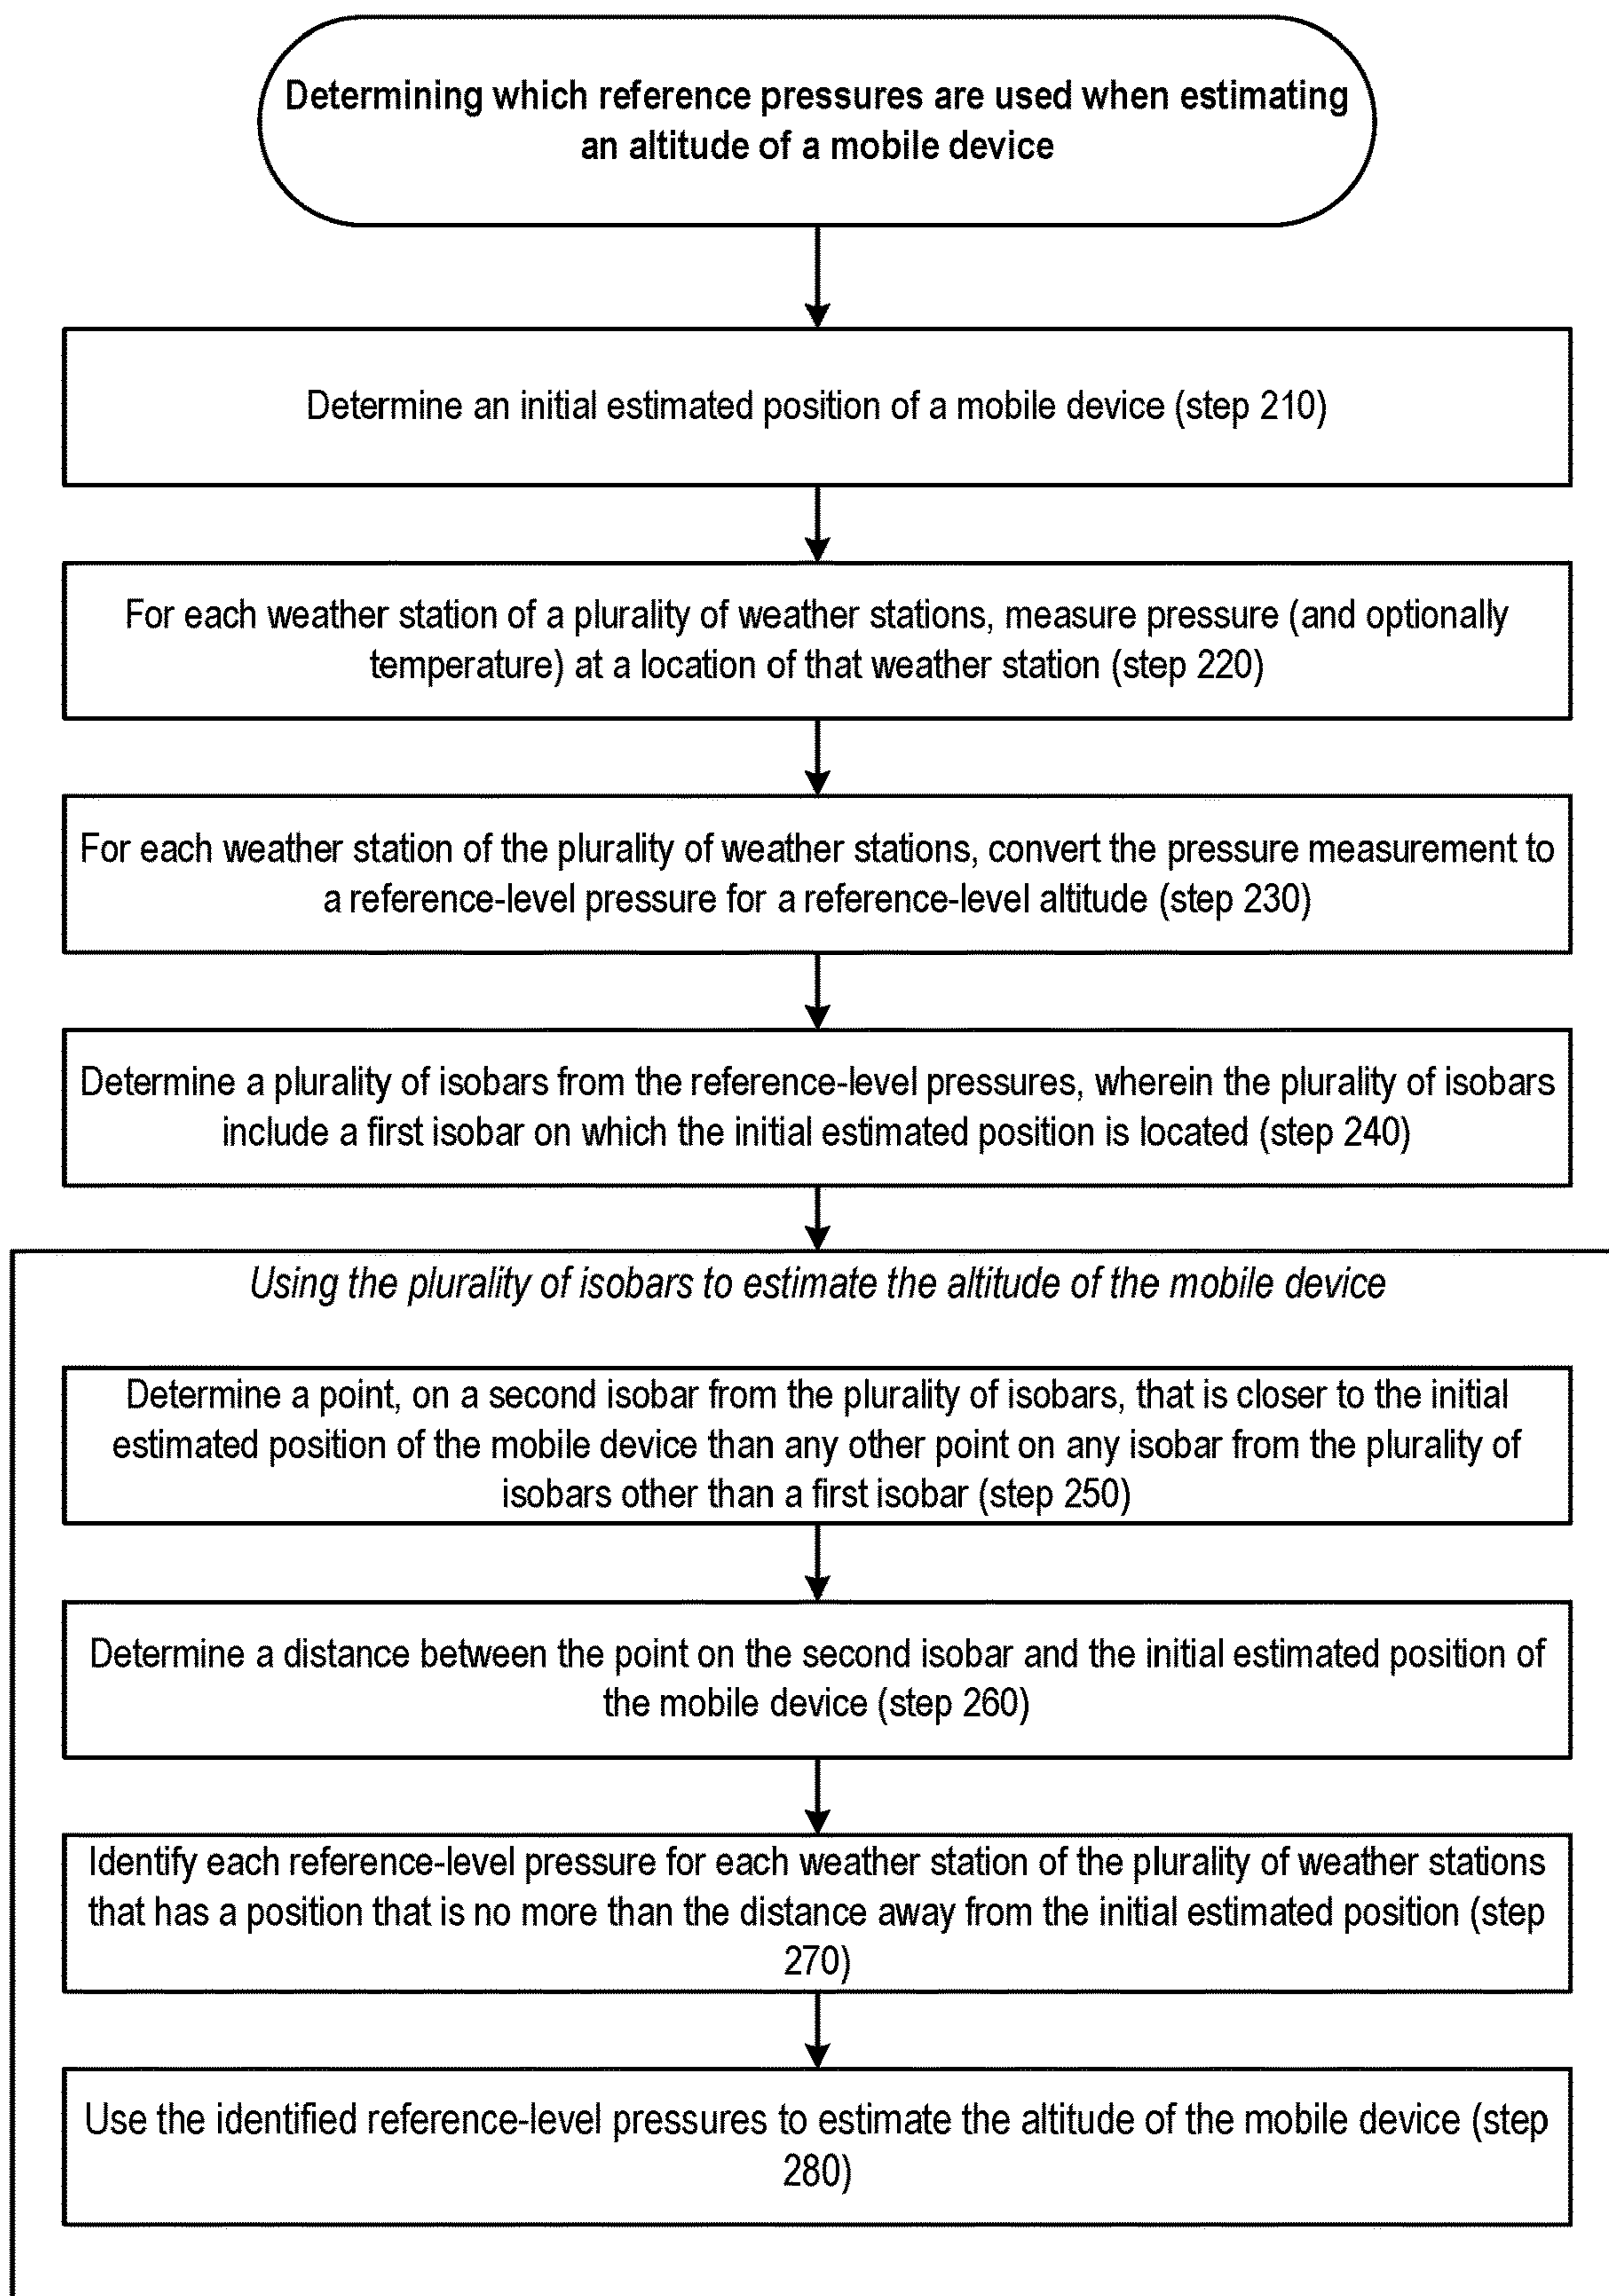 Determining which reference pressures are used when estimating
an altitude of a mobile device
Determine an initial estimated position of a mobile device (step 210)
For each weather station of a plurality of weather stations, measure pressure (and optionally
temperature) at a location of that weather station (step 220)
For each weather station of the plurality of weather stations, convert the pressure measurement to
a reference-level pressure for a reference-level altitude (step 230)
Determine a plurality of isobars from the reference-level pressures, wherein the plurality of isobars
include a first isobar on which the initial estimated position is located (step 240)
Using the plurality of isobars to estimate the altitude of the mobile device
Determine a point, on a second isobar from the plurality of isobars, that is closer to the initial
estimated position of the mobile device than any other point on any isobar from the plurality of
isobars other than a first isobar (step 250)
Determine a distance between the point on the second isobar and the initial estimated position of
the mobile device (step 260)
Identify each reference-level pressure for each weather station of the plurality of weather stations
that has a position that is no more than the distance away from the initial estimated position (step
270)
Use the identified reference-level pressures to estimate the altitude of the mobile device (step
280)